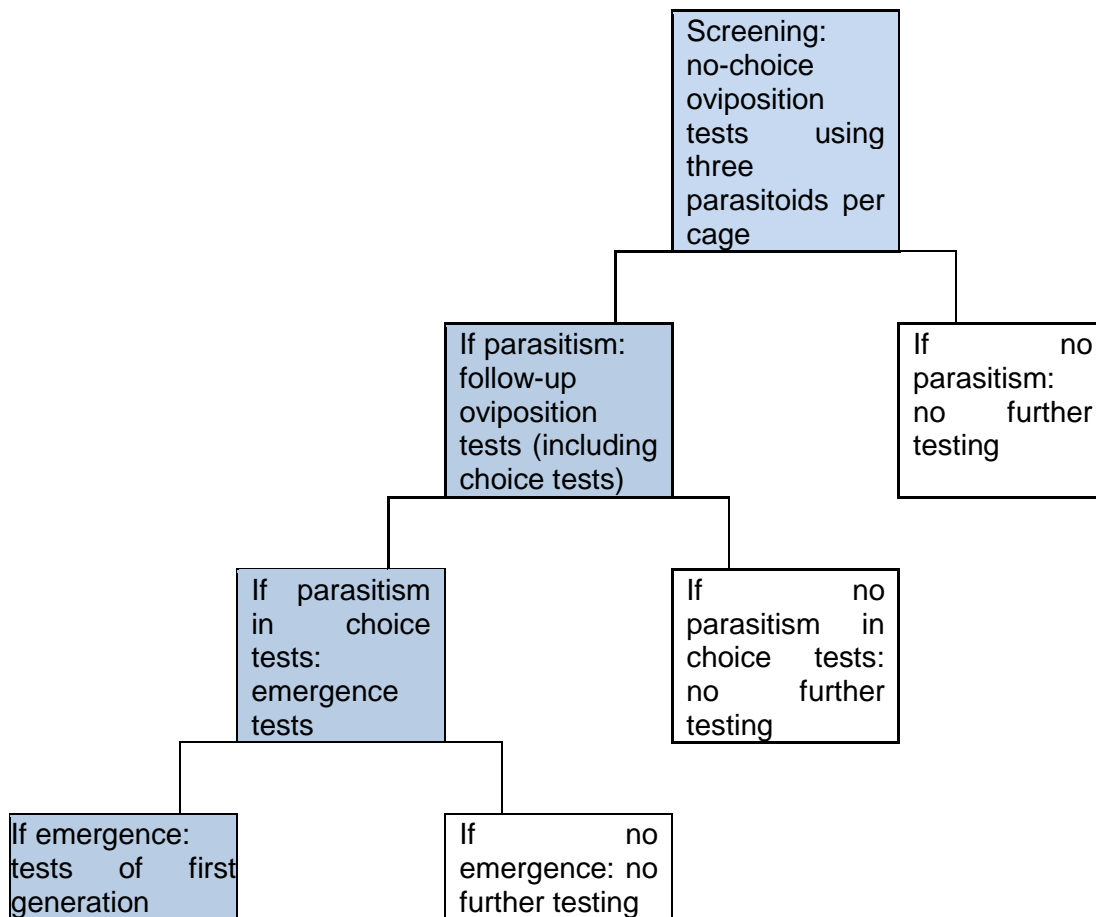 Screening:
no-choice
oviposition
tests using
three
parasitoids per
cage
If parasitism:
follow-up
oviposition
tests (including
choice tests)
If no
parasitism:
no further
testing
If parasitism
in choice
tests:
emergence
tests
If no
parasitism in
choice tests:
no further
testing
If emergence:
tests of first
generation
If no
emergence: no
further testing